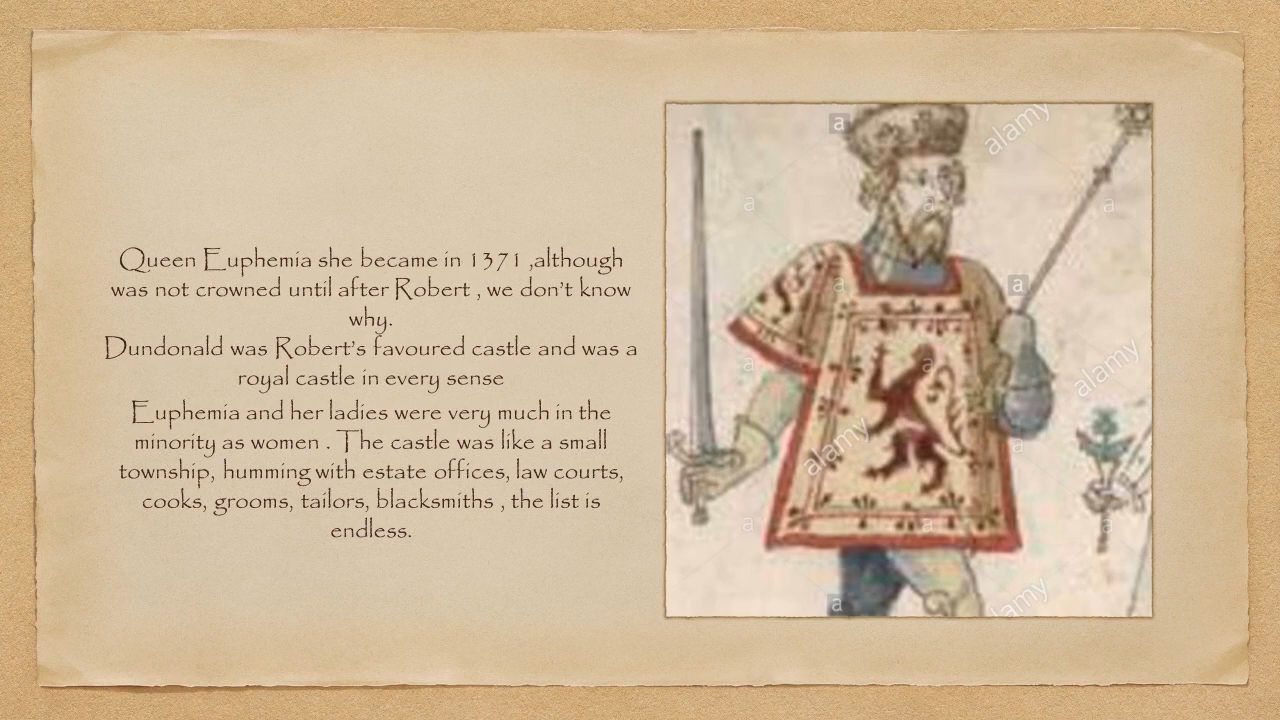 Queen Euphemia she became in 1371 ,although
was not crowned until after Robert , we don't know
why.
Dundonald was Robert's favoured castle and was a
royal castle in every sense
Euphemia and her ladies were very much in the
minority as women . The castle was like a small
township, humming with estate offices, law courts,
cooks, grooms, tailors, blacksmiths , the list is
endless.
a
alamy
a
a
a
a
a
alamy
a
alamy
a
a
a
a
alamy